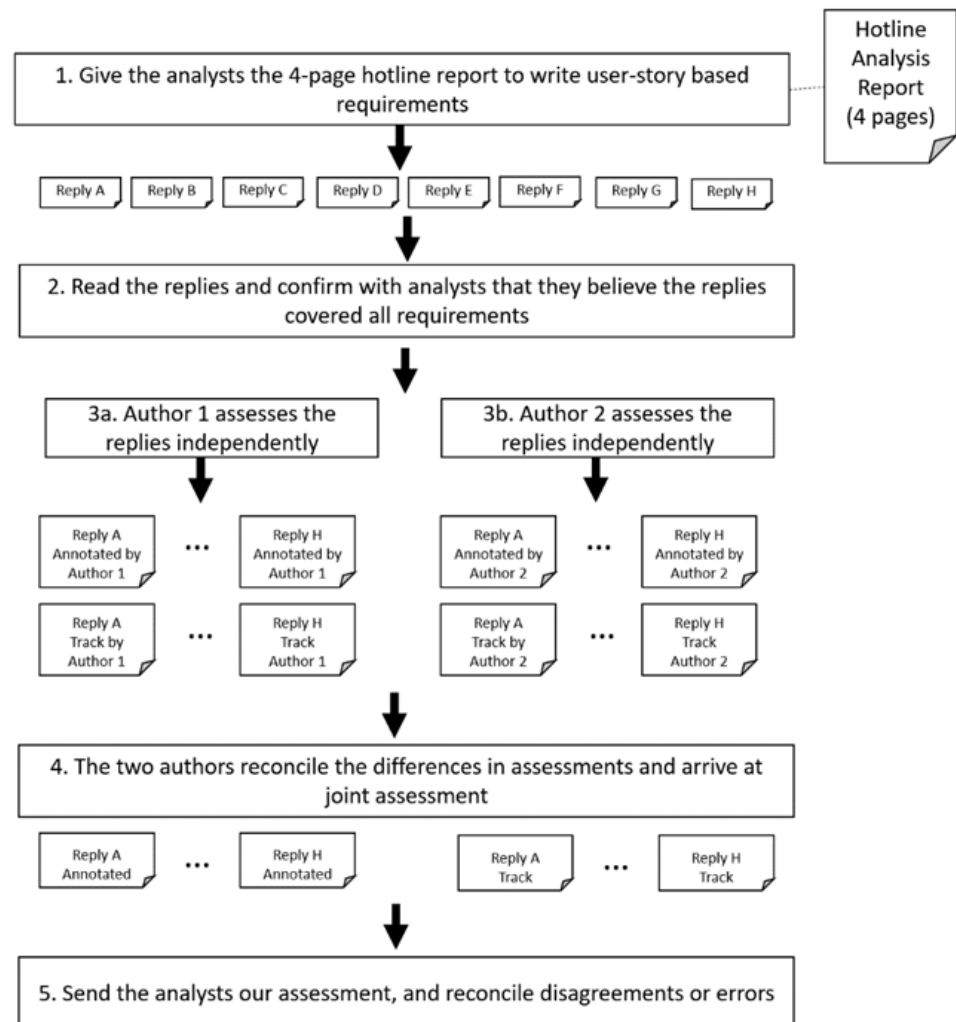 Hotline
Analysis
Report
(4 pages)
1. Give the analysts the 4-page hotline report to write user-story based
requirements
Reply A
Reply B
Reply C
Reply D
Reply E
Reply F
Reply G
Reply H
2. Read the replies and confirm with analysts that they believe the replies
covered all requirements
3a. Author 1 assesses the
replies independently
3b. Author 2 assesses the
replies independently
Reply A
Annotated by
Author 1
...
Reply H
Annotated by
Author 1
Reply A
Annotated by
Author 2
...
Reply H
Annotated by
Author 2
Reply A
Track by
Author 1
...
Reply H
Track
Author 1
Reply A
Track by
Author 2
...
Reply H
Track
Author 2
4. The two authors reconcile the differences in assessments and arrive at
joint assessment
Reply A
Annotated
...
Reply H
Annotated
Reply A
Track
...
Reply H
Track
5. Send the analysts our assessment, and reconcile disagreements or errors